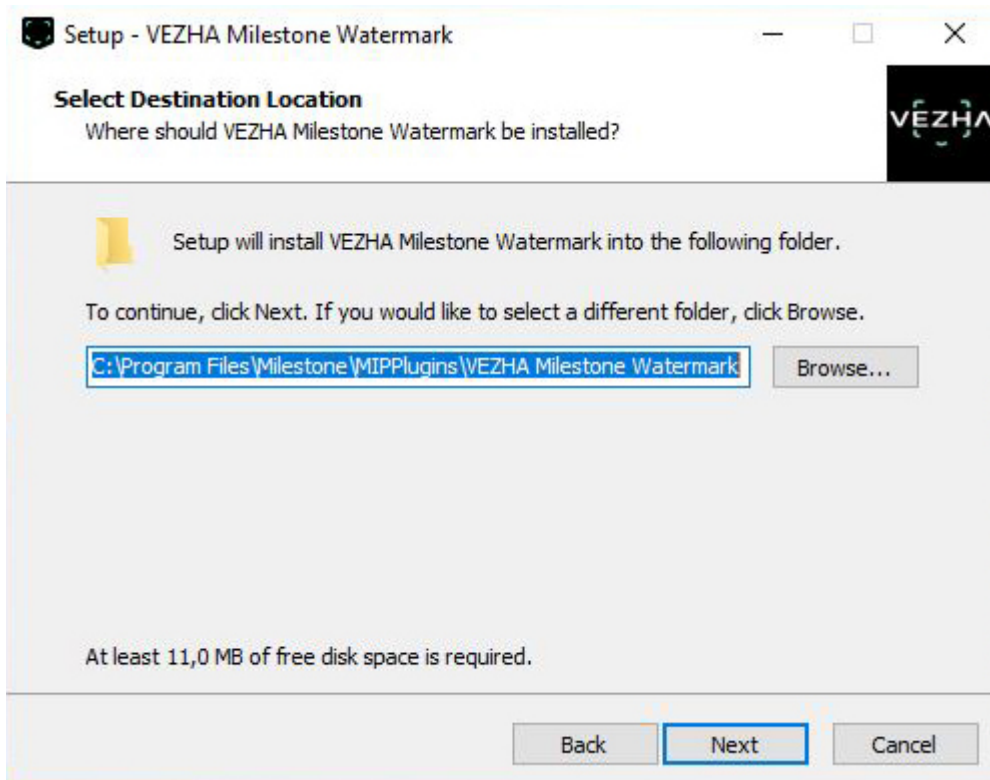 Setup - VEZHA Milestone Watermark
Select Destination Location
Where should VEZHA Milestone Watermark be installed?
VEZHA
Setup will install VEZHA Milestone Watermark into the following folder.
To continue, click Next. If you would like to select a different folder, click Browse.
C:\Program Files\Milestone\MIPPlugins\VEZHA Milestone Watermark
Browse...
At least 11,0 MB of free disk space is required.
Back
Next
Cancel